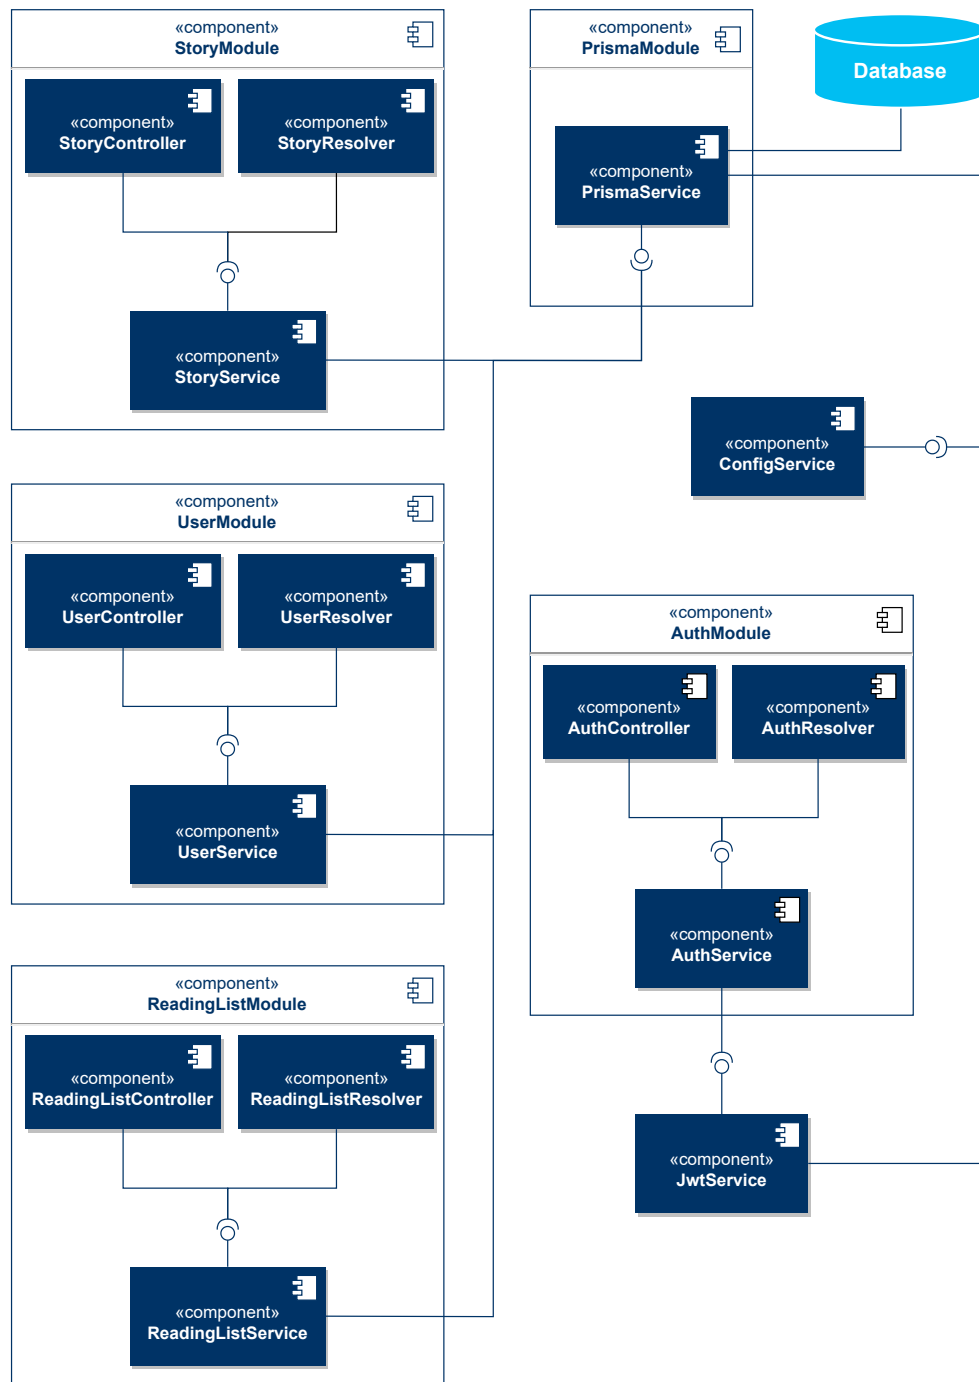 «component»
StoryModule
«component»
StoryController
«component»
StoryResolver
«component»
StoryService
«component»
PrismaModule
«component»
PrismaService
Database
«component»
ConfigService
«component»
UserModule
«component»
UserController
«component»
UserResolver
«component»
UserService
«component»
AuthModule
«component»
AuthController
«component»
AuthResolver
«component»
AuthService
«component»
JwtService
«component»
ReadingListModule
«component»
ReadingListController
«component»
ReadingListResolver
«component»
ReadingListService